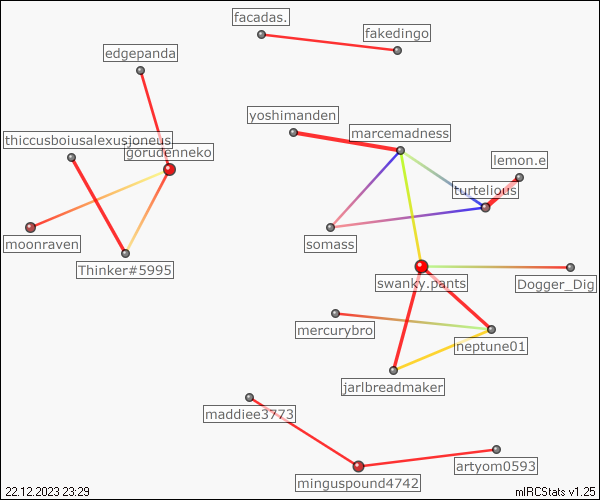 facadas.
fakedingo
edgepanda
yoshimanden
marcemadness
thiccusboiusalexusjoneus
gorudenneko
lemon.e
turtelious
moonraven
somass
Thinker#5995
swanky.pants
Dogger_Dig
mercurybro
neptune01
jarlbreadmaker
maddiee3773
artyom0593
minguspound4742
22.12.2023 23:29
mIRCStats v1.25